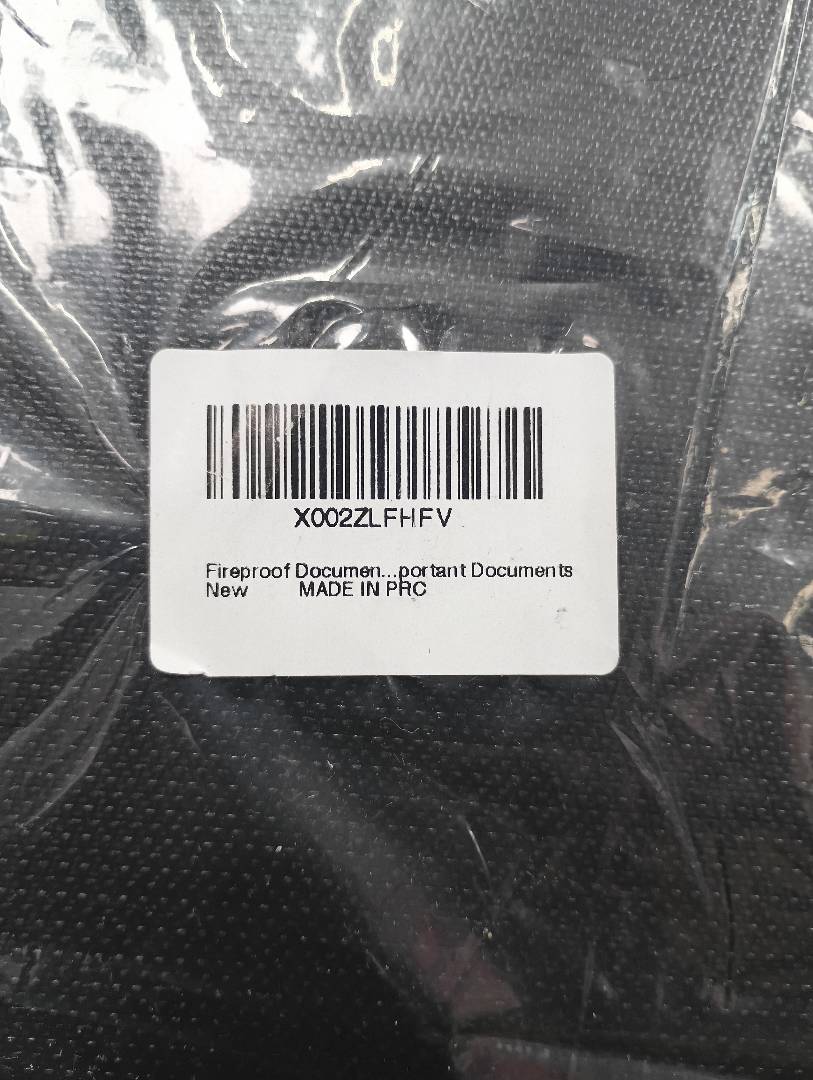 X002ZLFHFV
Fireproof Documen...portant Documents
New MADE IN PRC